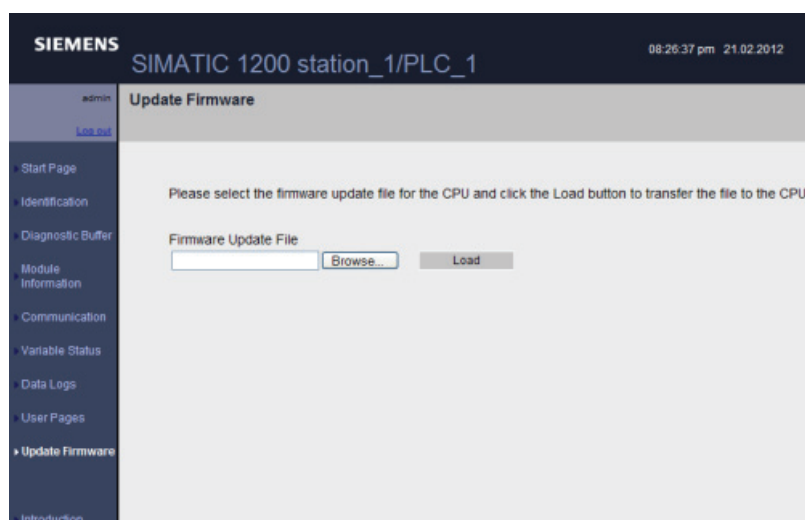 SIEMENS
SIMATIC 1200 station_1/PLC_1
08:26:37 pm 21.02.2012
admin
Log out
Update Firmware
Start Page
Identification
Diagnostic Buffer
Module
Information
Communication
Variable Status
Data Logs
User Pages
Update Firmware
Introduction
Please select the firmware update file for the CPU and click the Load button to transfer the file to the CPU
Firmware Update File
Browse...
Load